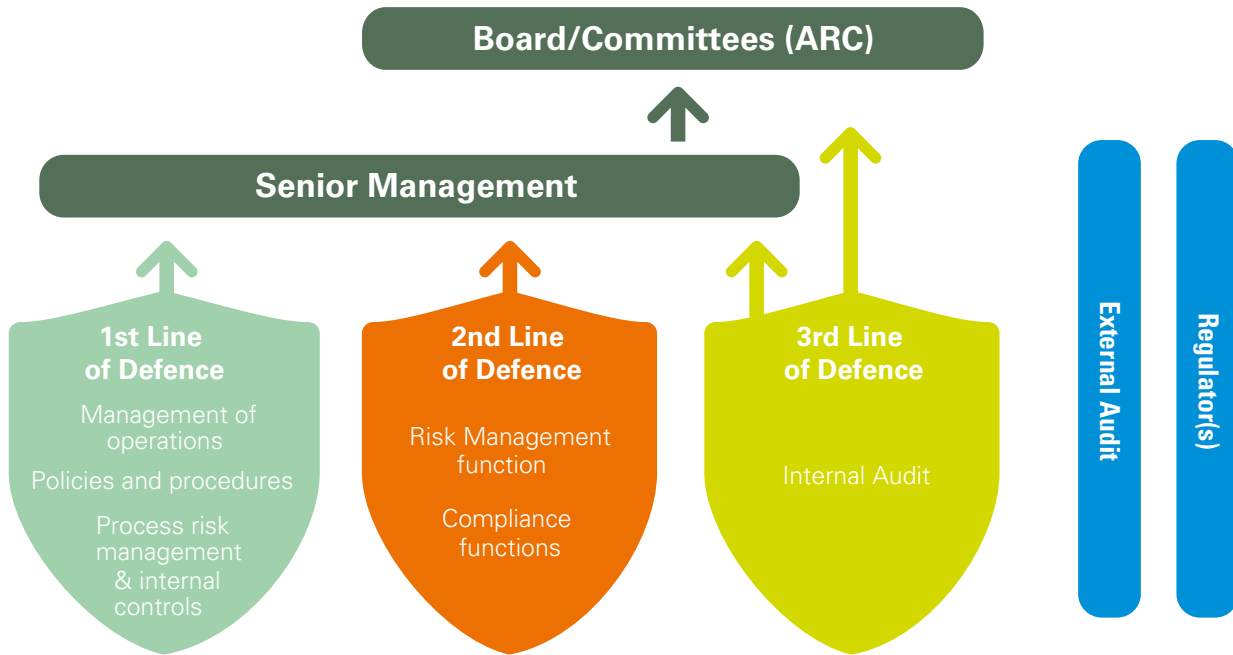 Board/Committees (ARC)
Senior Management
1st Line
of Defence
Management of
operations
Policies and procedures
Process risk
management
& internal
controls
2nd Line
of Defence
Risk Management
function
Compliance
functions
3rd Line
of Defence
Internal Audit
External Audit
Regulator(s)